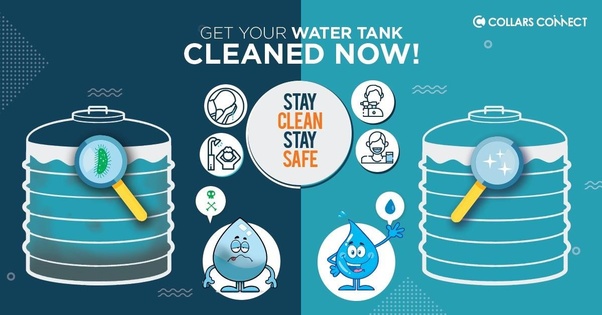 GET YOUR WATER TANK
CLEANED NOW!
COLLARS CONNECT
STAY
CLEAN
STAY
SAFE